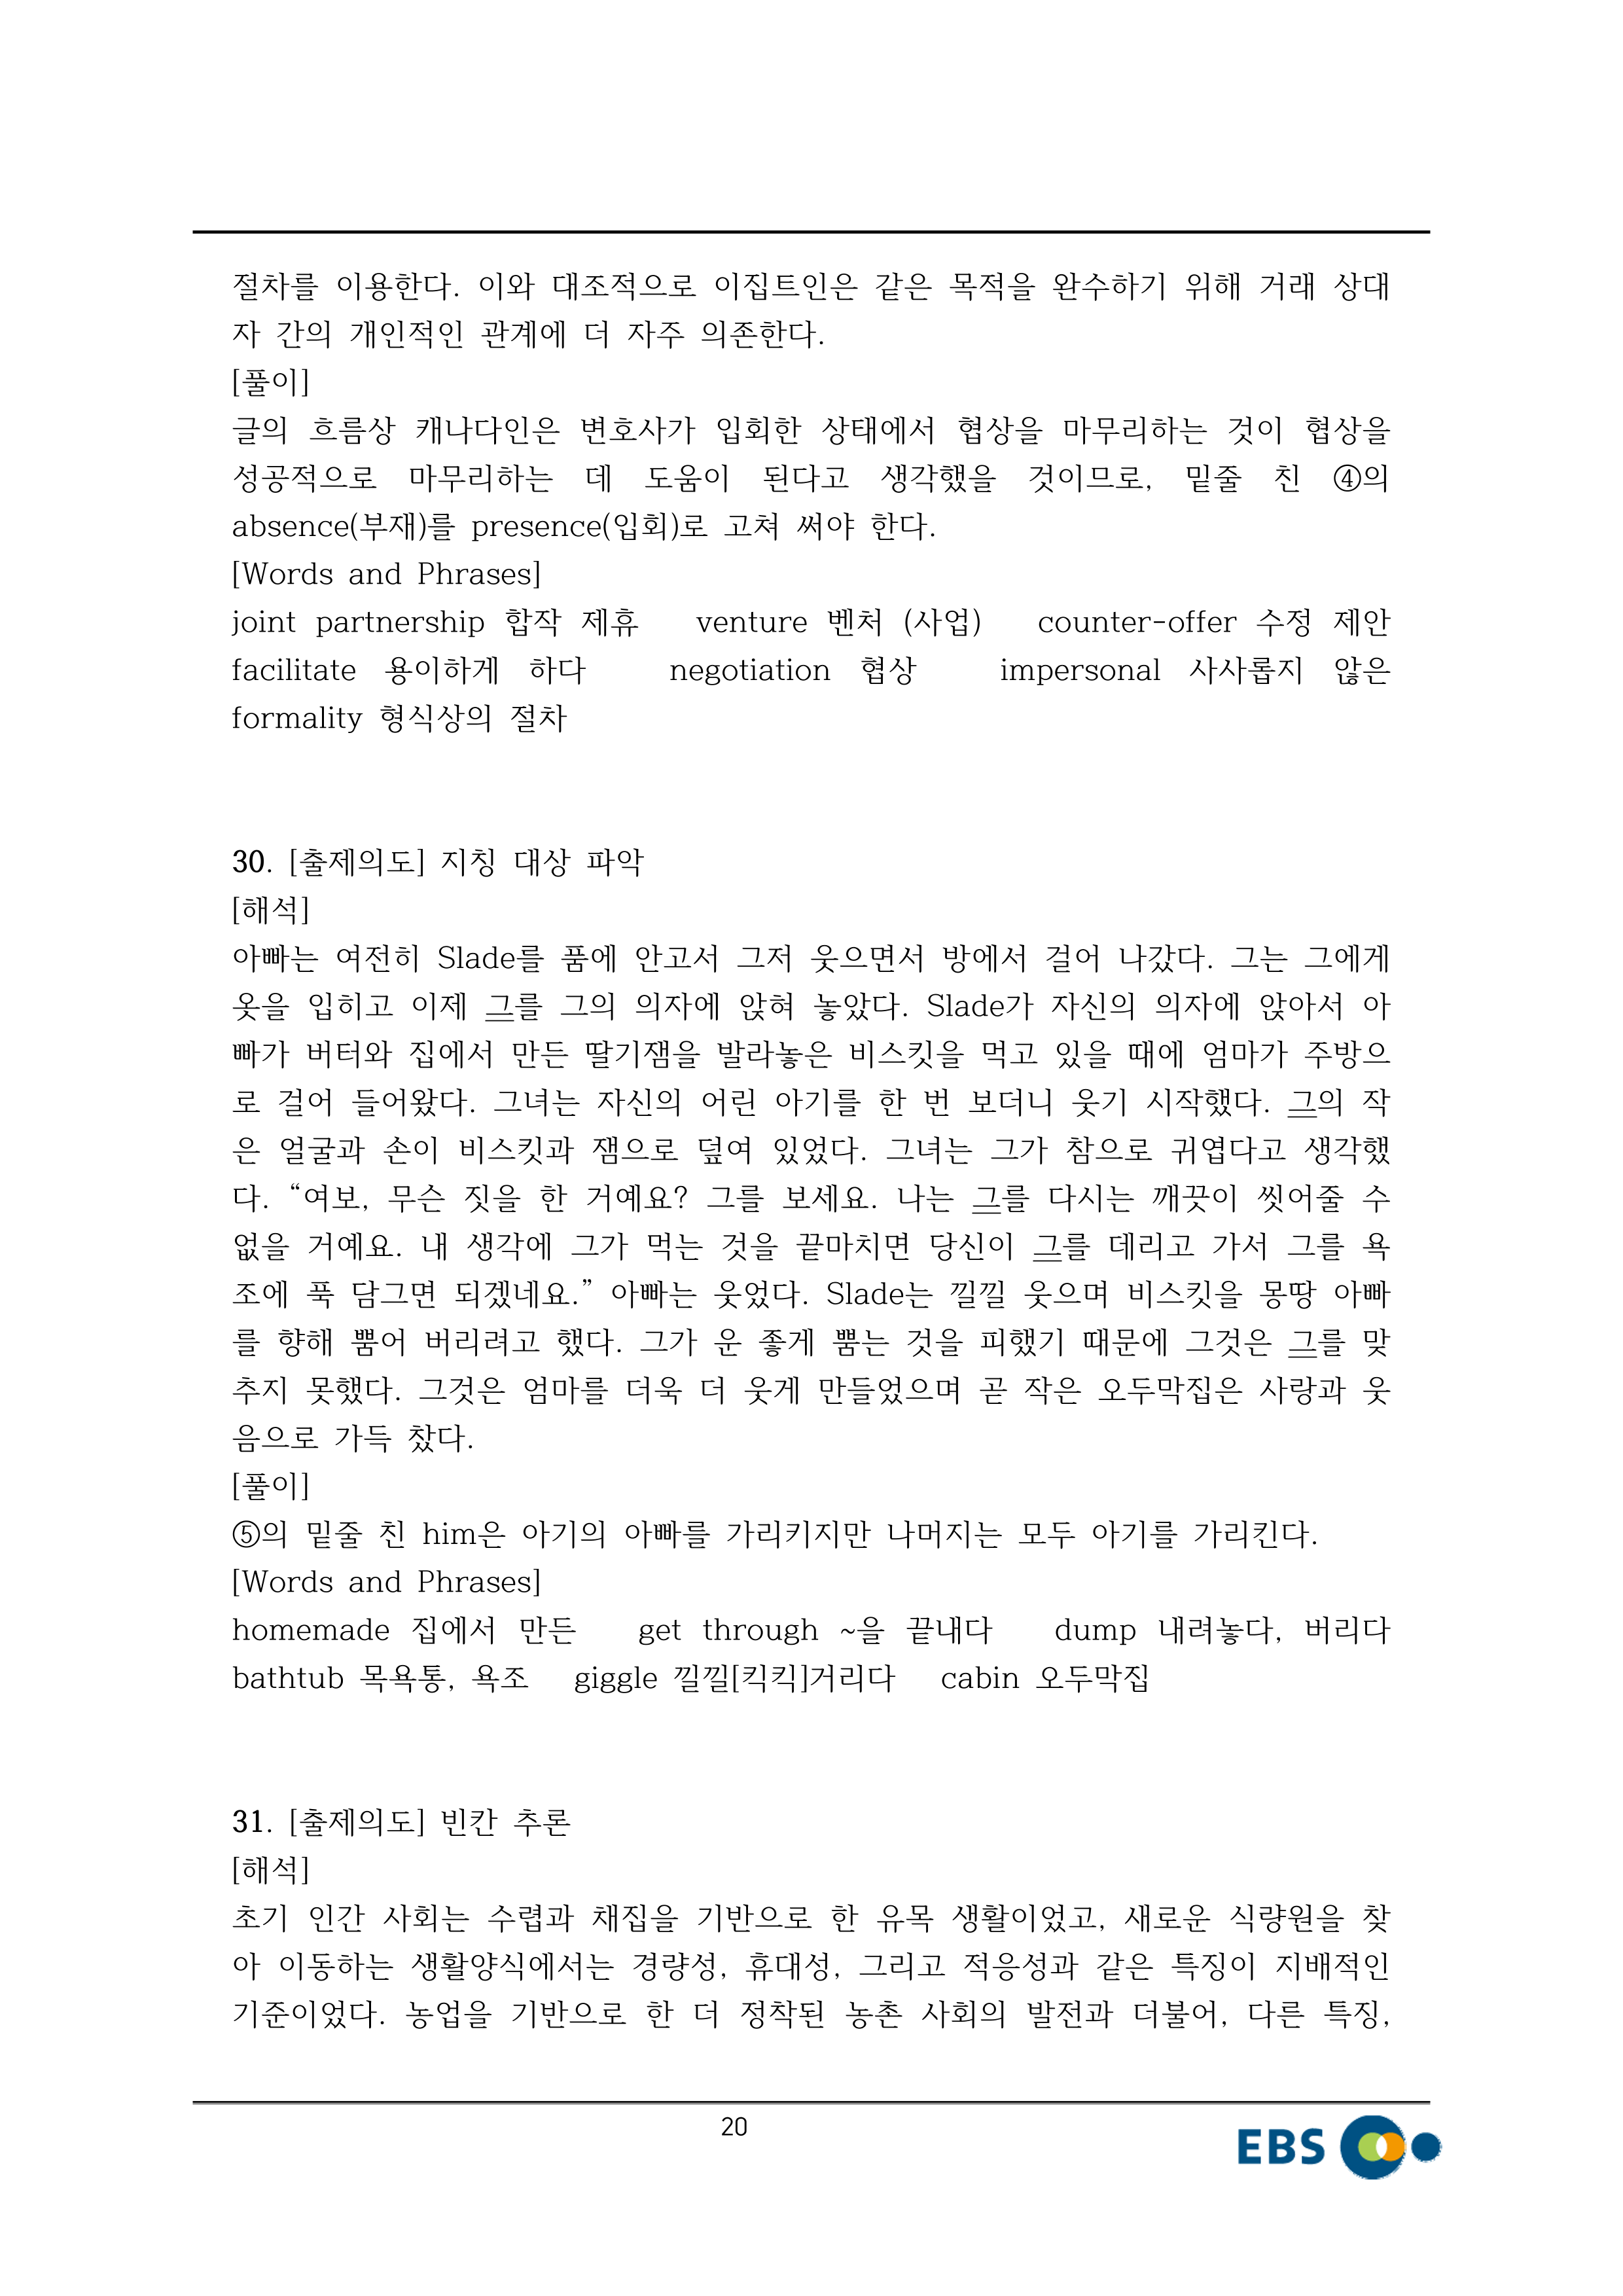 절차를 이용한다. 이와 대조적으로 이집트인은 같은 목적을 완수하기 위해 거래 상대
자 간의 개인적인 관계에 더 자주 의존한다.
[풀이]
글의 흐름상 캐나다인은 변호사가 입회한 상태에서 협상을 마무리하는 것이 협상을
성공적으로 마무리하는 데 도움이 된다고 생각했을 것이므로, 밑줄 친 ④의
absence(부재)를 presence(입회)로 고쳐 써야 한다.
[Words and Phrases]
joint partnership 합작 제휴 venture 벤처 (사업) counter-offer 수정 제안
facilitate 용이하게 하다 negotiation 협상 impersonal 사사롭지 않은
formality 형식상의 절차
30. [출제의도] 지칭 대상 파악
[해석]
아빠는 여전히 Slade를 품에 안고서 그저 웃으면서 방에서 걸어 나갔다. 그는 그에게
옷을 입히고 이제 그를 그의 의자에 앉혀 놓았다. Slade가 자신의 의자에 앉아서 아
빠가 버터와 집에서 만든 딸기잼을 발라놓은 비스킷을 먹고 있을 때에 엄마가 주방으
로 걸어 들어왔다. 그녀는 자신의 어린 아기를 한 번 보더니 웃기 시작했다. 그의 작
은 얼굴과 손이 비스킷과 잼으로 덮여 있었다. 그녀는 그가 참으로 귀엽다고 생각했
다. “여보, 무슨 짓을 한 거예요? 그를 보세요. 나는 그를 다시는 깨끗이 씻어줄 수
없을 거예요. 내 생각에 그가 먹는 것을 끝마치면 당신이 그를 데리고 가서 그를 욕
조에 푹 담그면 되겠네요.” 아빠는 웃었다. Slade는 낄낄 웃으며 비스킷을 몽땅 아빠
를 향해 뿜어 버리려고 했다. 그가 운 좋게 뿜는 것을 피했기 때문에 그것은 그를 맞
추지 못했다. 그것은 엄마를 더욱 더 웃게 만들었으며 곧 작은 오두막집은 사랑과 웃
음으로 가득 찼다.
[풀이]
⑤의 밑줄 친 him은 아기의 아빠를 가리키지만 나머지는 모두 아기를 가리킨다.
[Words and Phrases]
homemade 집에서 만든 get through ~을 끝내다 dump 내려놓다, 버리다
bathtub 목욕통, 욕조 giggle 낄낄[킥킥]거리다 cabin 오두막집
31. [출제의도] 빈칸 추론
[해석]
초기 인간 사회는 수렵과 채집을 기반으로 한 유목 생활이었고, 새로운 식량원을 찾
아 이동하는 생활양식에서는 경량성, 휴대성, 그리고 적응성과 같은 특징이 지배적인
기준이었다. 농업을 기반으로 한 더 정착된 농촌 사회의 발전과 더불어, 다른 특징,
20
EBS